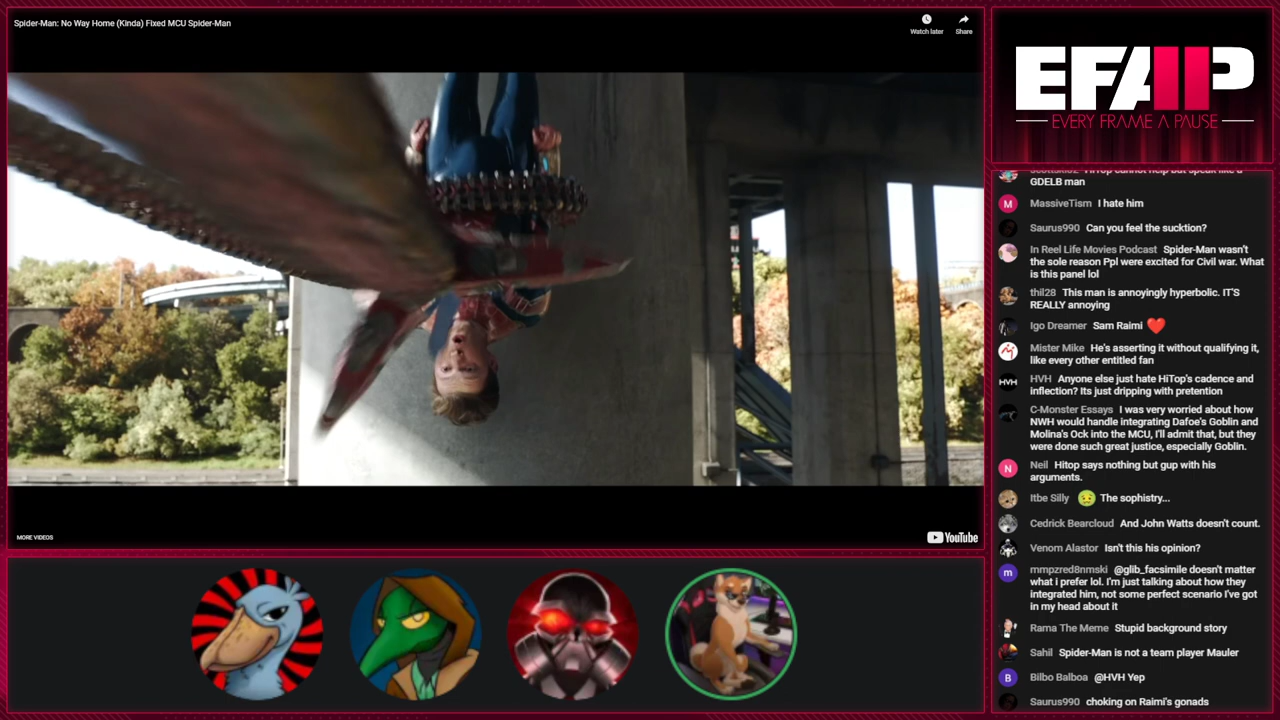 Spider-Man: No Way Home (Kinda) Fixed MCU Spider-Man
Watch later
Share
MORE VIDEOS
YouTube
EFAP
EVERY FRAME A PAUSE
GDELB man
MassiveTism I hate him
Saurus990 Can you feel the sucktion?
In Reel Life Movies Podcast Spider-Man wasn't
the sole reason Ppl were excited for Civil war. What
is this panel lol
thil28 This man is annoyingly hyperbolic. IT'S
REALLY annoying
Igo Dreamer Sam Raimi ❤️
Mister Mike He's asserting it without qualifying it,
like every other entitled fan
HVH
HVH Anyone else just hate HiTop's cadence and
inflection? Its just dripping with pretention
C-Monster Essays I was very worried about how
NWH would handle integrating Dafoe's Goblin and
Molina's Ock into the MCU, I'll admit that, but they
were done such great justice, especially Goblin.
Neil Hitop says nothing but gup with his
arguments.
Itbe Silly 🤢 The sophistry...
Cedrick Bearcloud And John Watts doesn't count.
Venom Alastor Isn't this his opinion?
mmpzred8nmski @glib_facsimile doesn't matter
what i prefer lol. I'm just talking about how they
integrated him, not some perfect scenario I've got
in my head about it
Rama The Meme Stupid background story
Sahil Spider-Man is not a team player Mauler
Bilbo Balboa @HVH Yep
Saurus990 choking on Raimi's gonads